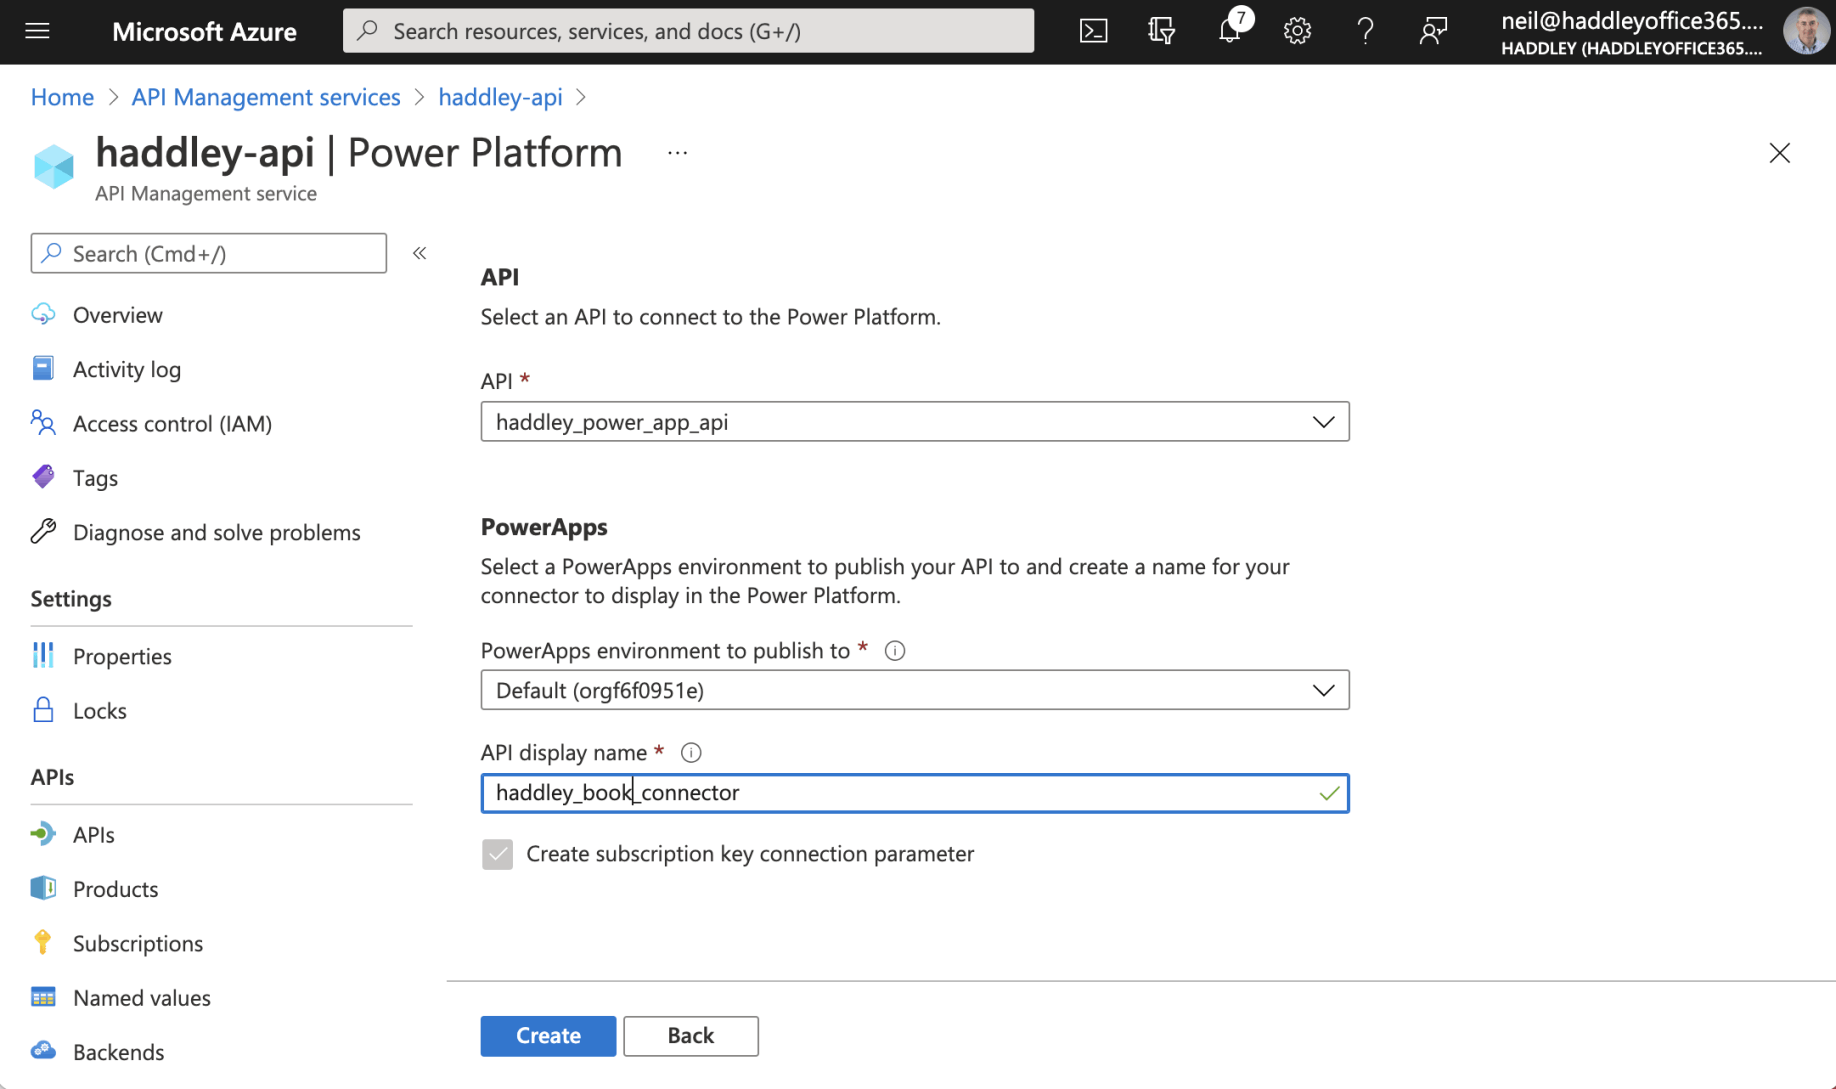 Microsoft Azure
Search resources, services, and docs (G+/)
7
neil@haddleyoffice365....
HADDLEY (HADDLEYOFFICE365....
Home > API Management services > haddley-api >
haddley-api | Power Platform
...
API Management service
Search (Cmd+/)
«
Overview
Activity log
Access control (IAM)
Tags
Diagnose and solve problems
Settings
Properties
Locks
APIs
APIs
Products
Subscriptions
Named values
Backends
API
Select an API to connect to the Power Platform.
API *
haddley_power_app_api
PowerApps
Select a PowerApps environment to publish your API to and create a name for your
connector to display in the Power Platform.
PowerApps environment to publish to *
Default (orgf6f0951e)
API display name *
haddley_book_connector
Create subscription key connection parameter
Create
Back